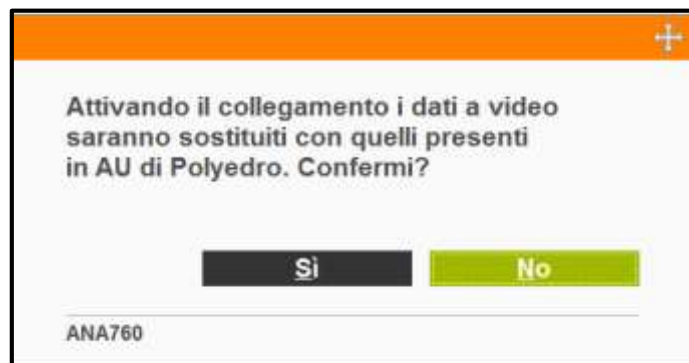 Attivando il collegamento i dati a video
saranno sostituiti con quelli presenti
in AU di Polyedro. Confermi?
Sì
No
ANA760